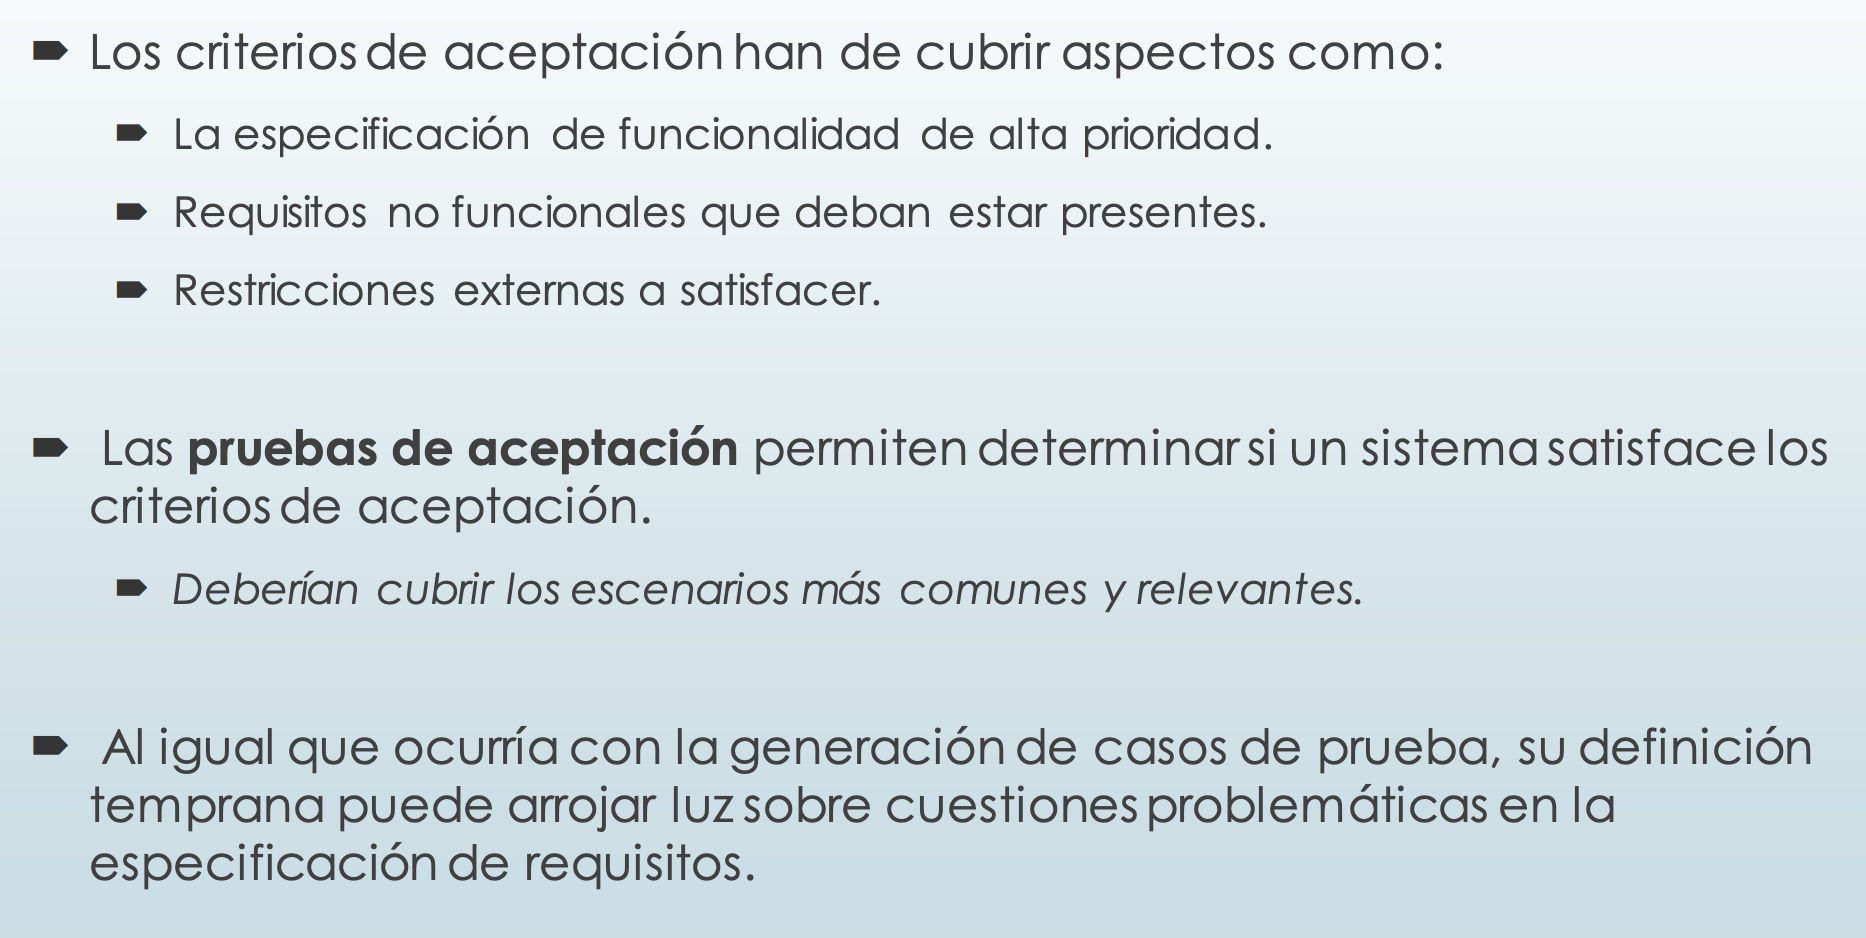 Los criterios de aceptación han de cubrir aspectos como:
La especificación de funcionalidad de alta prioridad.
Requisitos no funcionales que deban estar presentes.
Restricciones externas a satisfacer.
Las pruebas de aceptación permiten determinar si un sistema satisface los
criterios de aceptación.
Deberían cubrir los escenarios más comunes y relevantes.
Al igual que ocurría con la generación de casos de prueba, su definición
temprana puede arrojar luz sobre cuestiones problemáticas en la
especificación de requisitos.